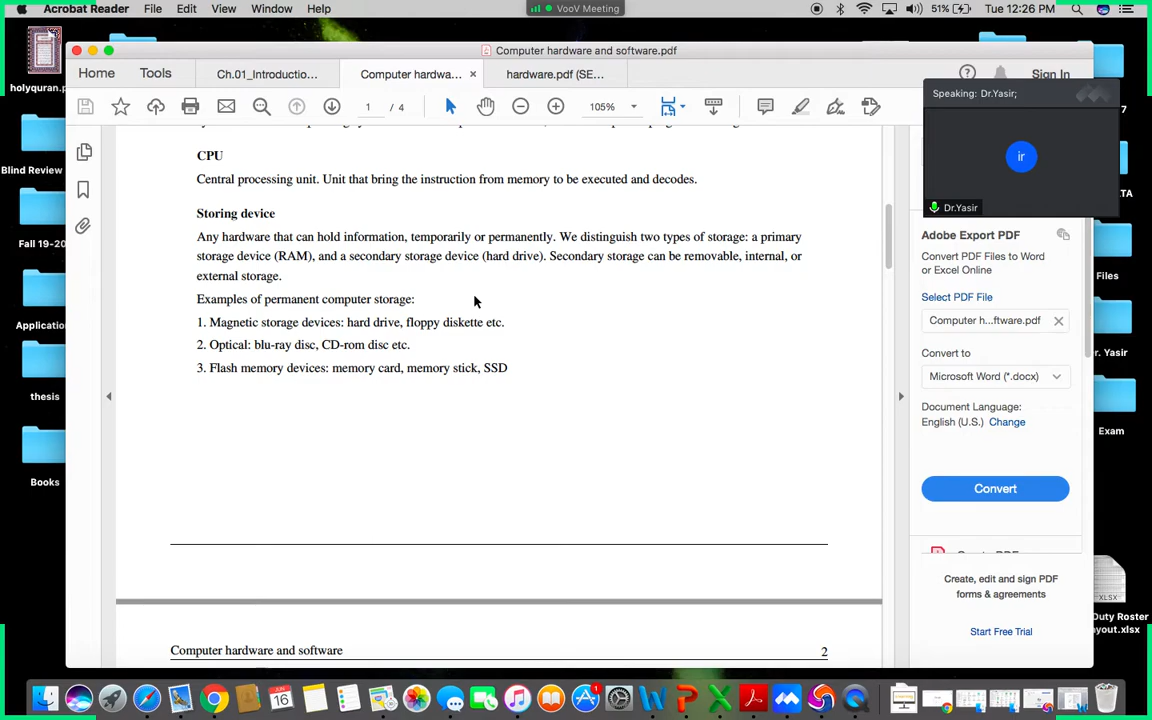 Acrobat Reader File Edit View Window Help
VooV Meeting
51% Tue 12:26 PM
Computer hardware and software.pdf
Home Tools Ch.01_Introductio... Computer hardwa... × hardware.pdf (SE... Sign In
1 / 4 105%
Speaking: Dr.Yasir;
ir
Dr.Yasir
CPU
Central processing unit. Unit that bring the instruction from memory to be executed and decodes.
Storing device
Any hardware that can hold information, temporarily or permanently. We distinguish two types of storage: a primary
storage device (RAM), and a secondary storage device (hard drive). Secondary storage can be removable, internal, or
external storage.
Examples of permanent computer storage:
1. Magnetic storage devices: hard drive, floppy diskette etc.
2. Optical: blu-ray disc, CD-rom disc etc.
3. Flash memory devices: memory card, memory stick, SSD
Computer hardware and software 2
Adobe Export PDF
Convert PDF Files to Word
or Excel Online
Select PDF File
Computer h...ftware.pdf
Convert to
Microsoft Word (*.docx)
Document Language:
English (U.S.) Change
Convert
Create, edit and sign PDF
forms & agreements
Start Free Trial
holyquran.p
Blind Review
Fall 19-20
Application
thesis
Books
7
TA
Files
r. Yasir
Exam
XLSX
Duty Roster
ayout.xlsx
JUN
16
1